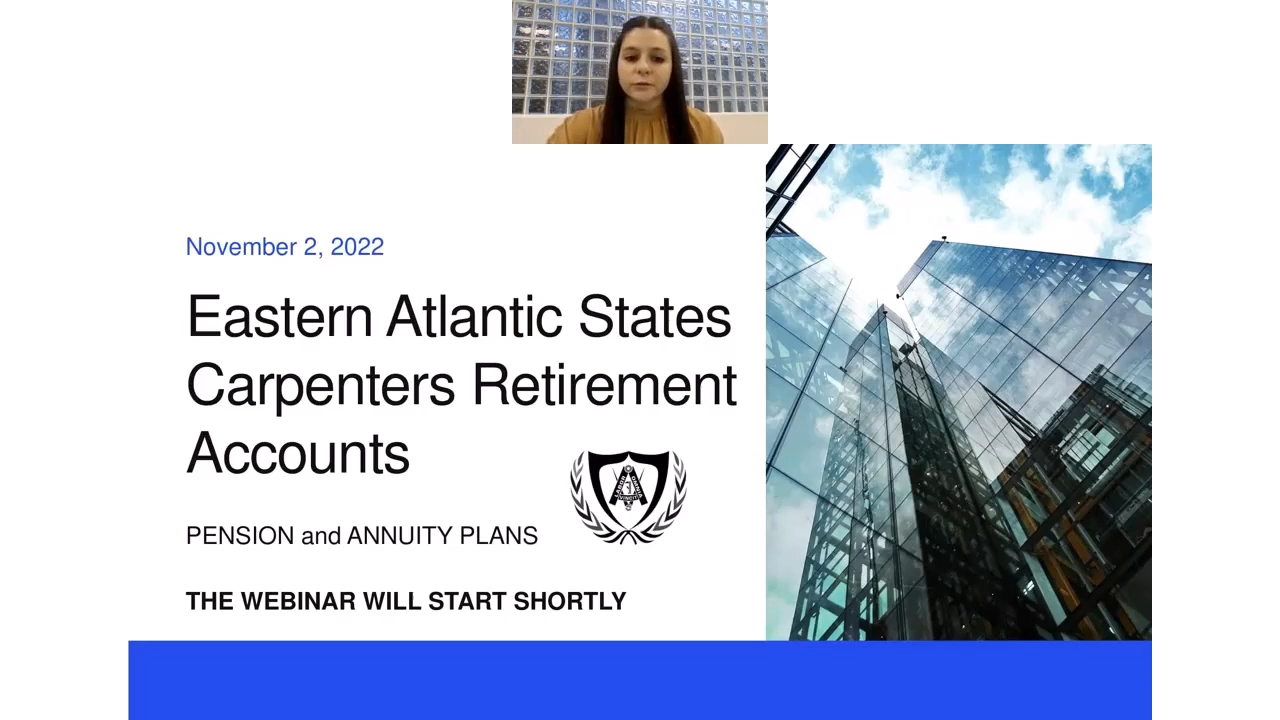 November 2, 2022
Eastern Atlantic States
Carpenters Retirement
Accounts
PENSION and ANNUITY PLANS
THE WEBINAR WILL START SHORTLY